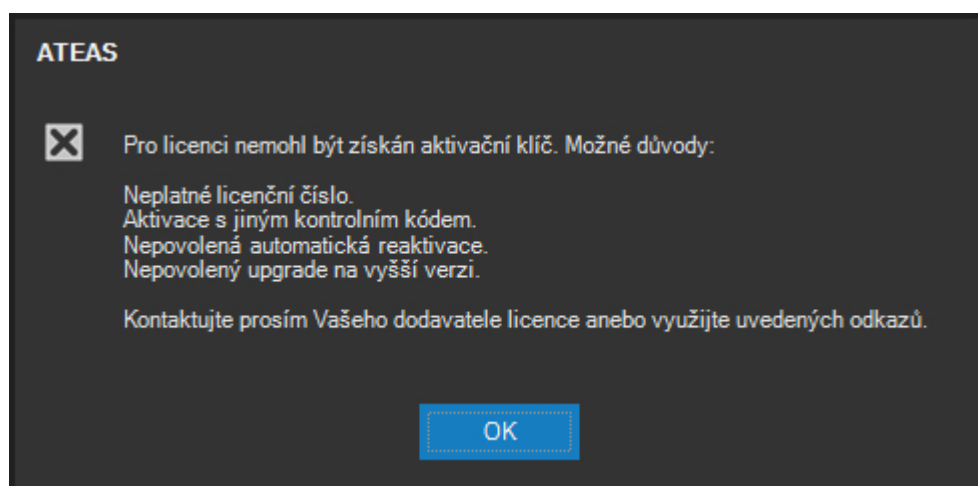 ATEAS
Pro licenci nemohl být získán aktivační klíč. Možné důvody:
Neplatné licenční číslo.
Aktivace s jiným kontrolním kódem.
Nepovolená automatická reaktivace.
Nepovolený upgrade na vyšší verzi.
Kontaktujte prosím Vašeho dodavatele licence anebo využijte uvedených odkazů.
OK